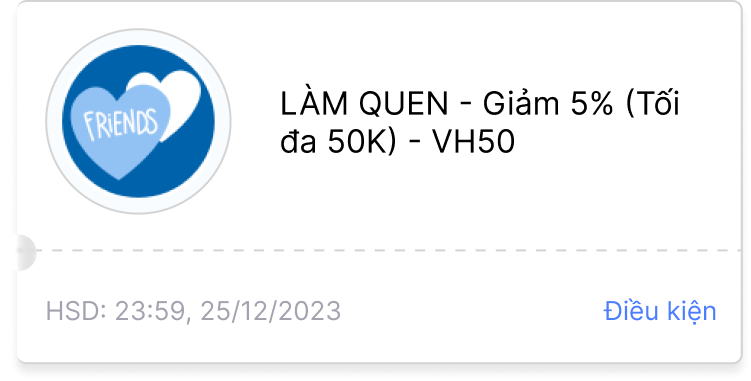 FRiENDS
LÀM QUEN - Giảm 5% (Tối
đa 50K) - VH50
HSD: 23:59, 25/12/2023
Điều kiện